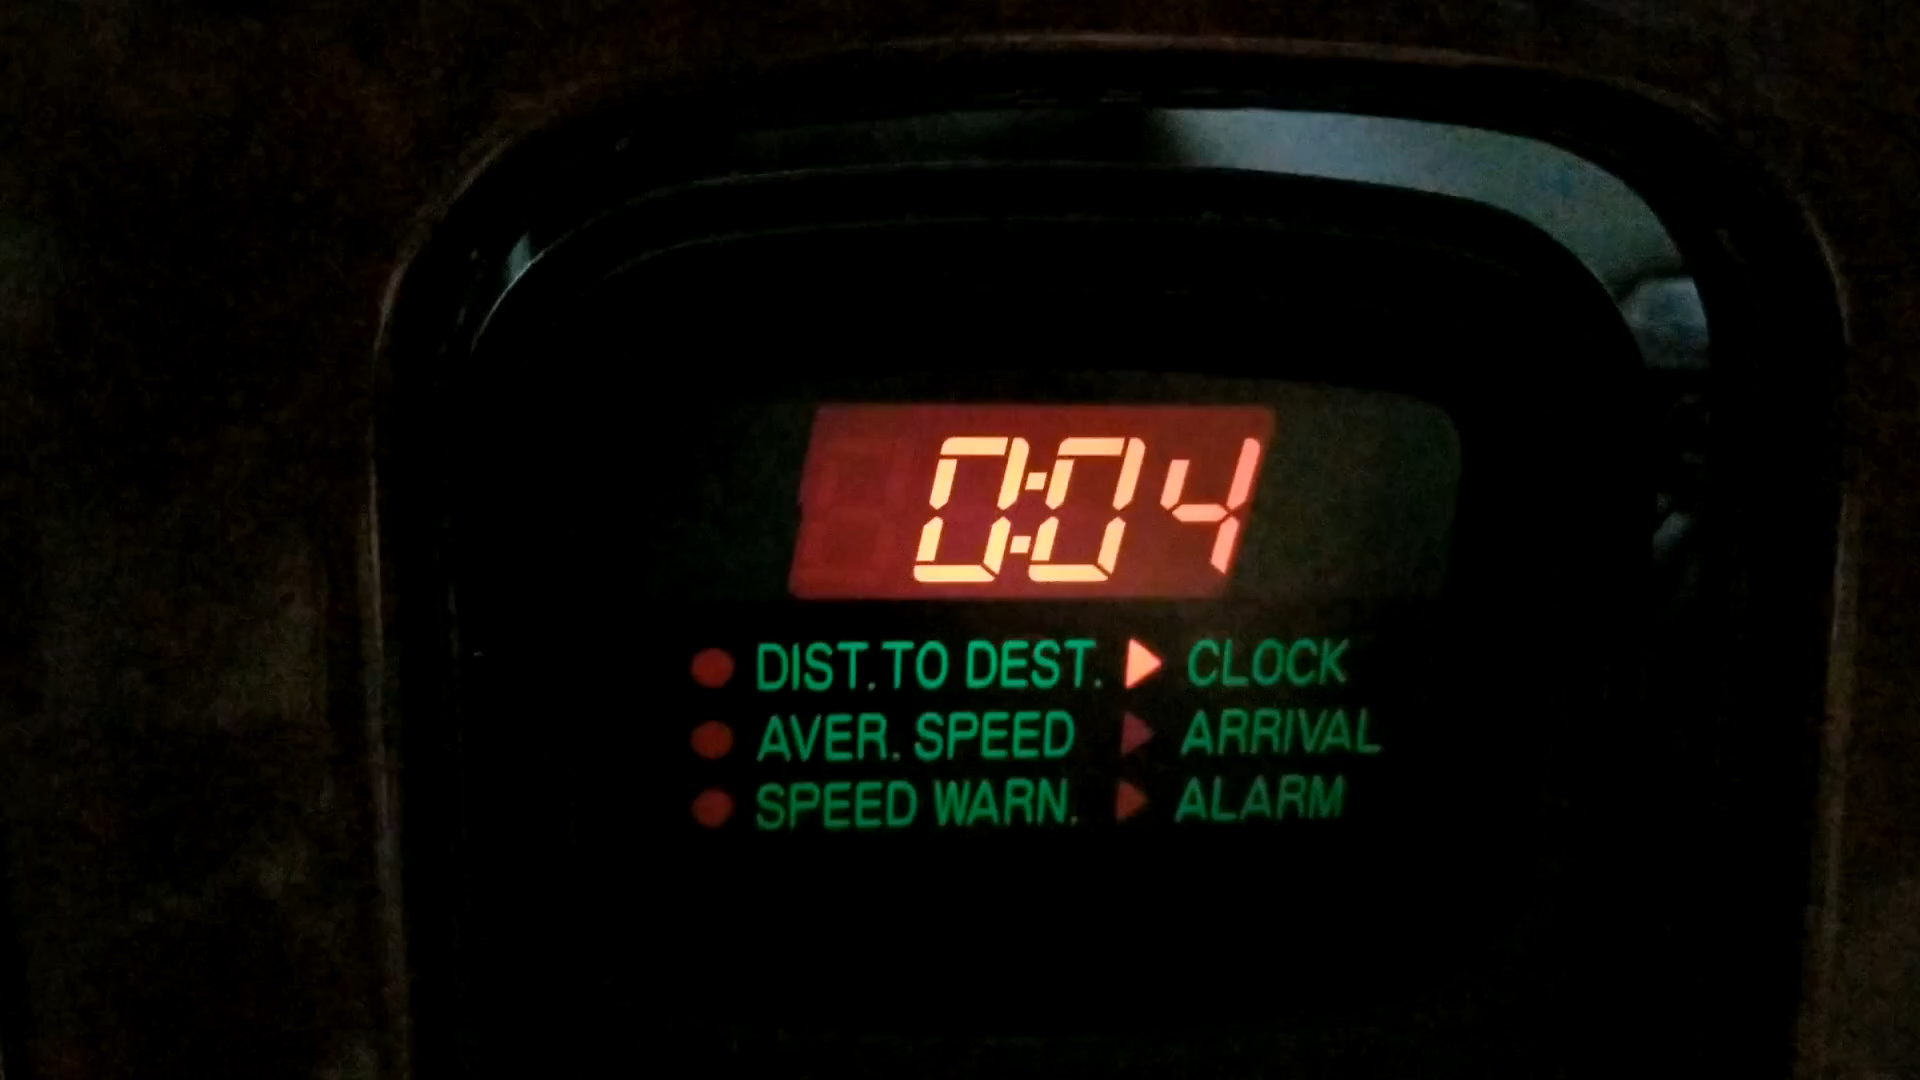 0:04
DIST.TO DEST. CLOCK
AVER. SPEED ARRIVAL
SPEED WARN. ALARM